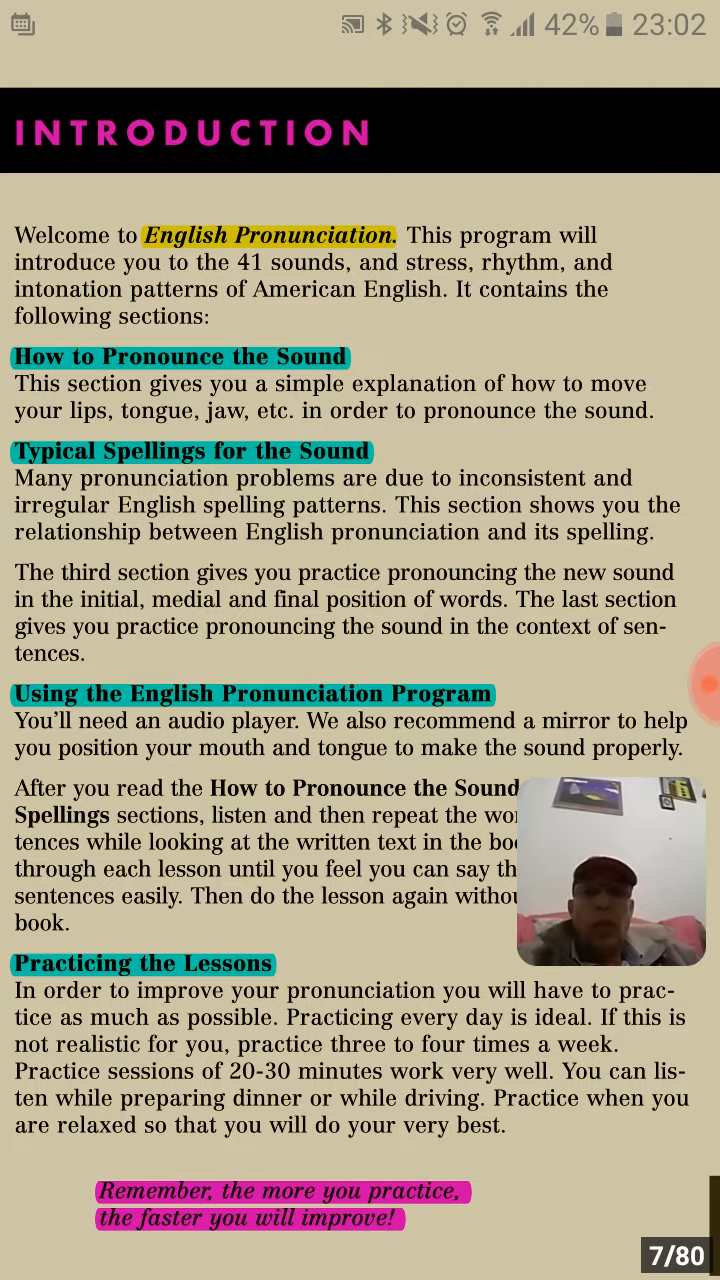 42% 23:02
INTRODUCTION
Welcome to English Pronunciation. This program will
introduce you to the 41 sounds, and stress, rhythm, and
intonation patterns of American English. It contains the
following sections:
How to Pronounce the Sound
This section gives you a simple explanation of how to move
your lips, tongue, jaw, etc. in order to pronounce the sound.
Typical Spellings for the Sound
Many pronunciation problems are due to inconsistent and
irregular English spelling patterns. This section shows you the
relationship between English pronunciation and its spelling.
The third section gives you practice pronouncing the new sound
in the initial, medial and final position of words. The last section
gives you practice pronouncing the sound in the context of sen-
tences.
Using the English Pronunciation Program
You'll need an audio player. We also recommend a mirror to help
you position your mouth and tongue to make the sound properly.
After you read the How to Pronounce the Sound
Spellings sections, listen and then repeat the
tences while looking at the written text in the
through each lesson until you feel you can say
sentences easily. Then do the lesson again
book.
Practicing the Lessons
In order to improve your pronunciation you will have to prac-
tice as much as possible. Practicing every day is ideal. If this is
not realistic for you, practice three to four times a week.
Practice sessions of 20-30 minutes work very well. You can lis-
ten while preparing dinner or while driving. Practice when you
are relaxed so that you will do your very best.
Remember, the more you practice,
the faster you will improve!
7/80